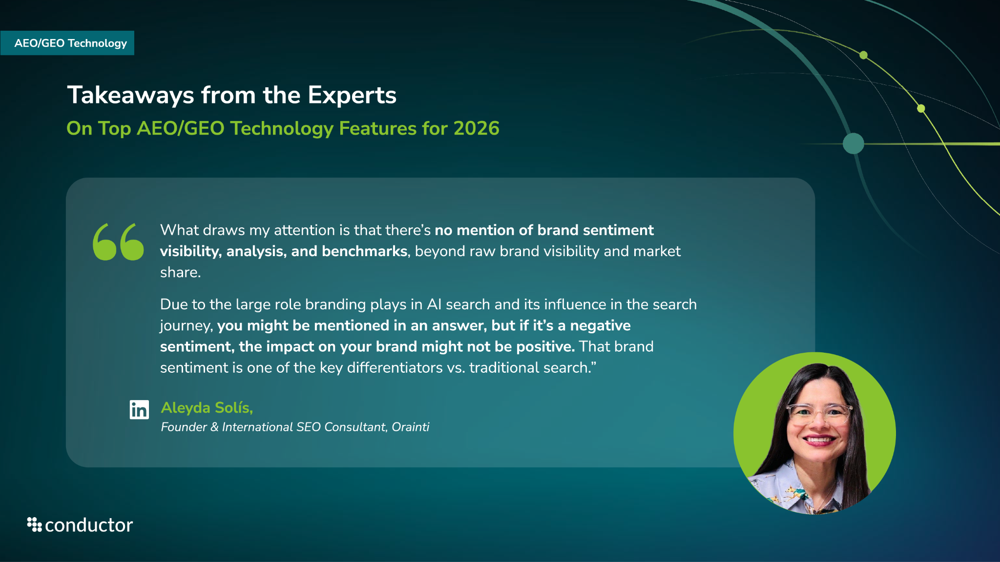 AEO/GEO Technology
Takeaways from the Experts
On Top AEO/GEO Technology Features for 2026
“
What draws my attention is that there’s no mention of brand sentiment
visibility, analysis, and benchmarks, beyond raw brand visibility and market
share.
Due to the large role branding plays in AI search and its influence in the search
journey, you might be mentioned in an answer, but if it’s a negative
sentiment, the impact on your brand might not be positive. That brand
sentiment is one of the key differentiators vs. traditional search.”
in
Aleyda Solís,
Founder & International SEO Consultant, Orainti
conductor